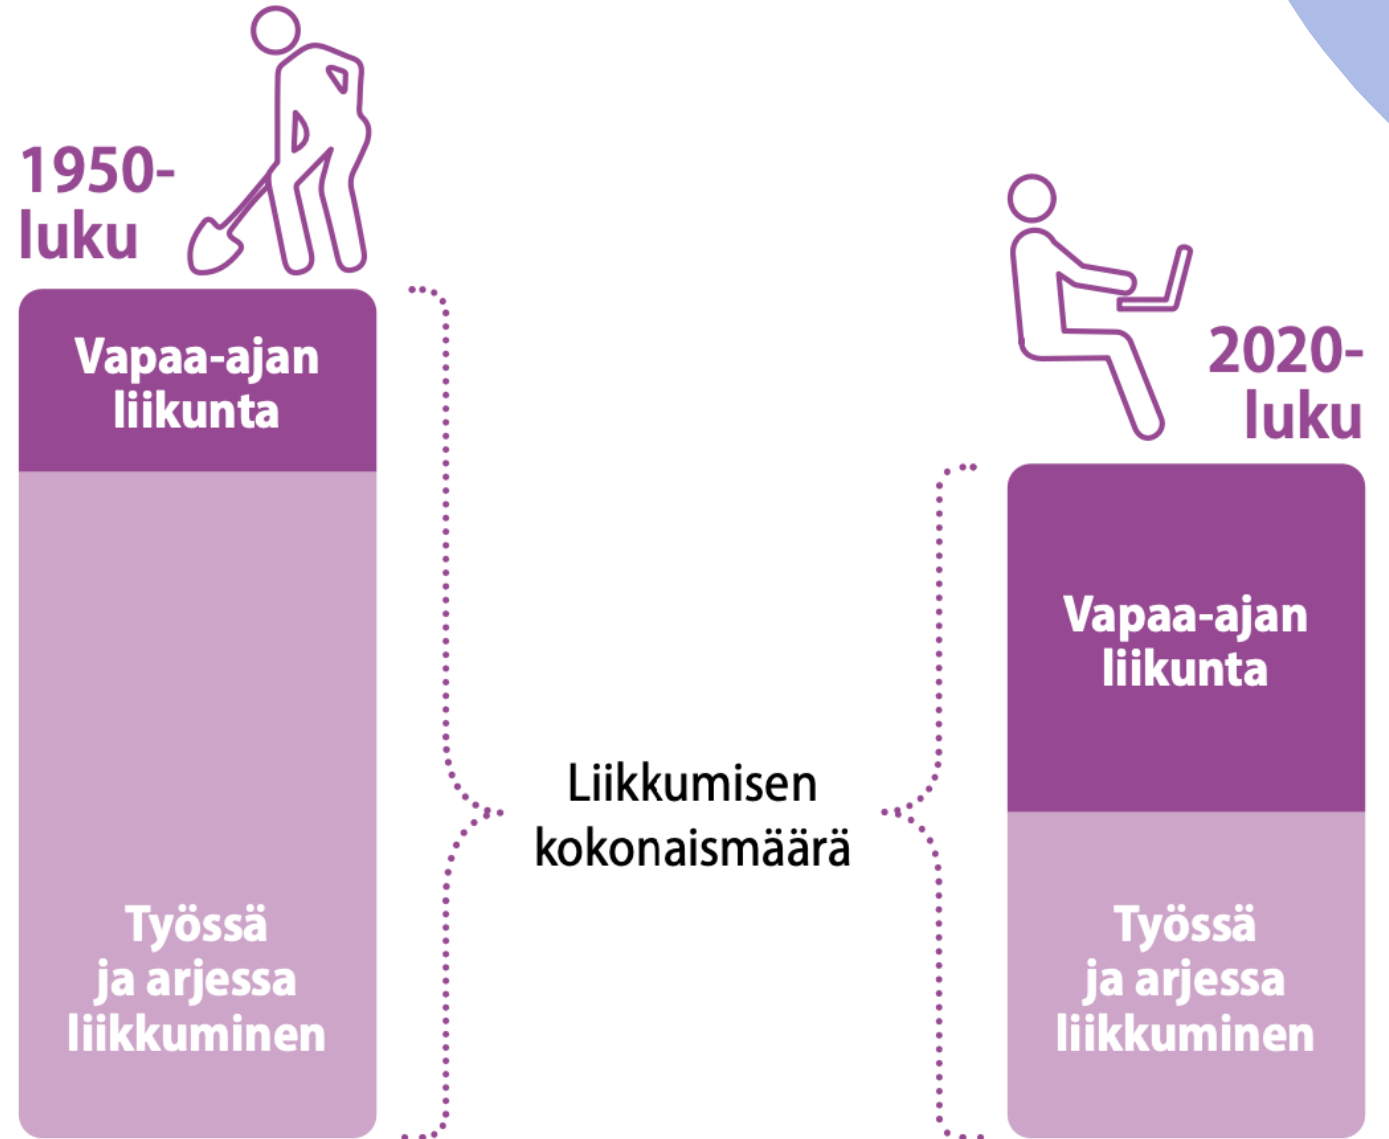 1950-
luku
Vapaa-ajan
liikunta
Työssä
ja arjessa
liikkuminen
Liikkumisen
kokonaismäärä
2020-
luku
Vapaa-ajan
liikunta
Työssä
ja arjessa
liikkuminen